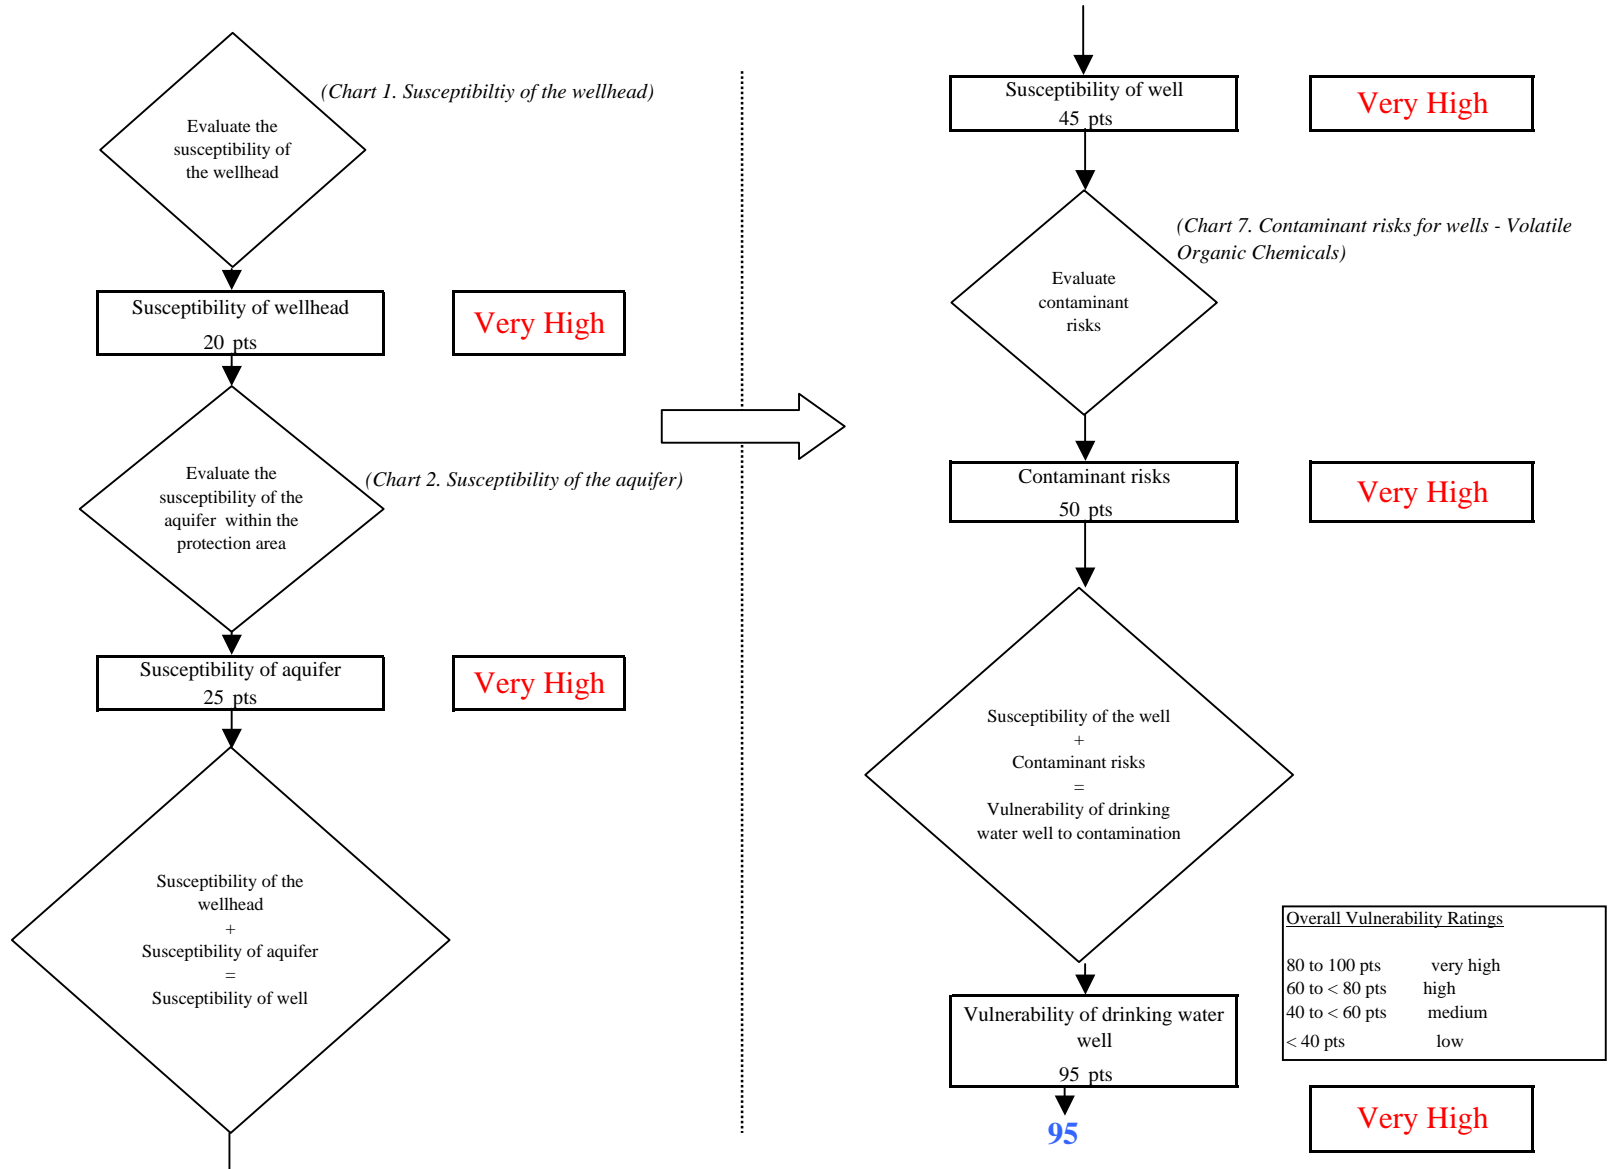 (Chart 1. Susceptibiltiy of the wellhead)
Evaluate the
susceptibility of
the wellhead
Susceptibility of wellhead
20 pts
Very High
Evaluate the
susceptibility of the
aquifer within the
protection area
(Chart 2. Susceptibility of the aquifer)
Susceptibility of aquifer
25 pts
Very High
Susceptibility of the
wellhead
+
Susceptibility of aquifer
=
Susceptibility of well
Susceptibility of well
45 pts
Very High
(Chart 7. Contaminant risks for wells - Volatile
Organic Chemicals)
Evaluate
contaminant
risks
Contaminant risks
50 pts
Very High
Susceptibility of the well
+
Contaminant risks
=
Vulnerability of drinking
water well to contamination
Overall Vulnerability Ratings
80 to 100 pts very high
60 to < 80 pts high
40 to < 60 pts medium
< 40 pts low
Vulnerability of drinking water
well
95 pts
95
Very High